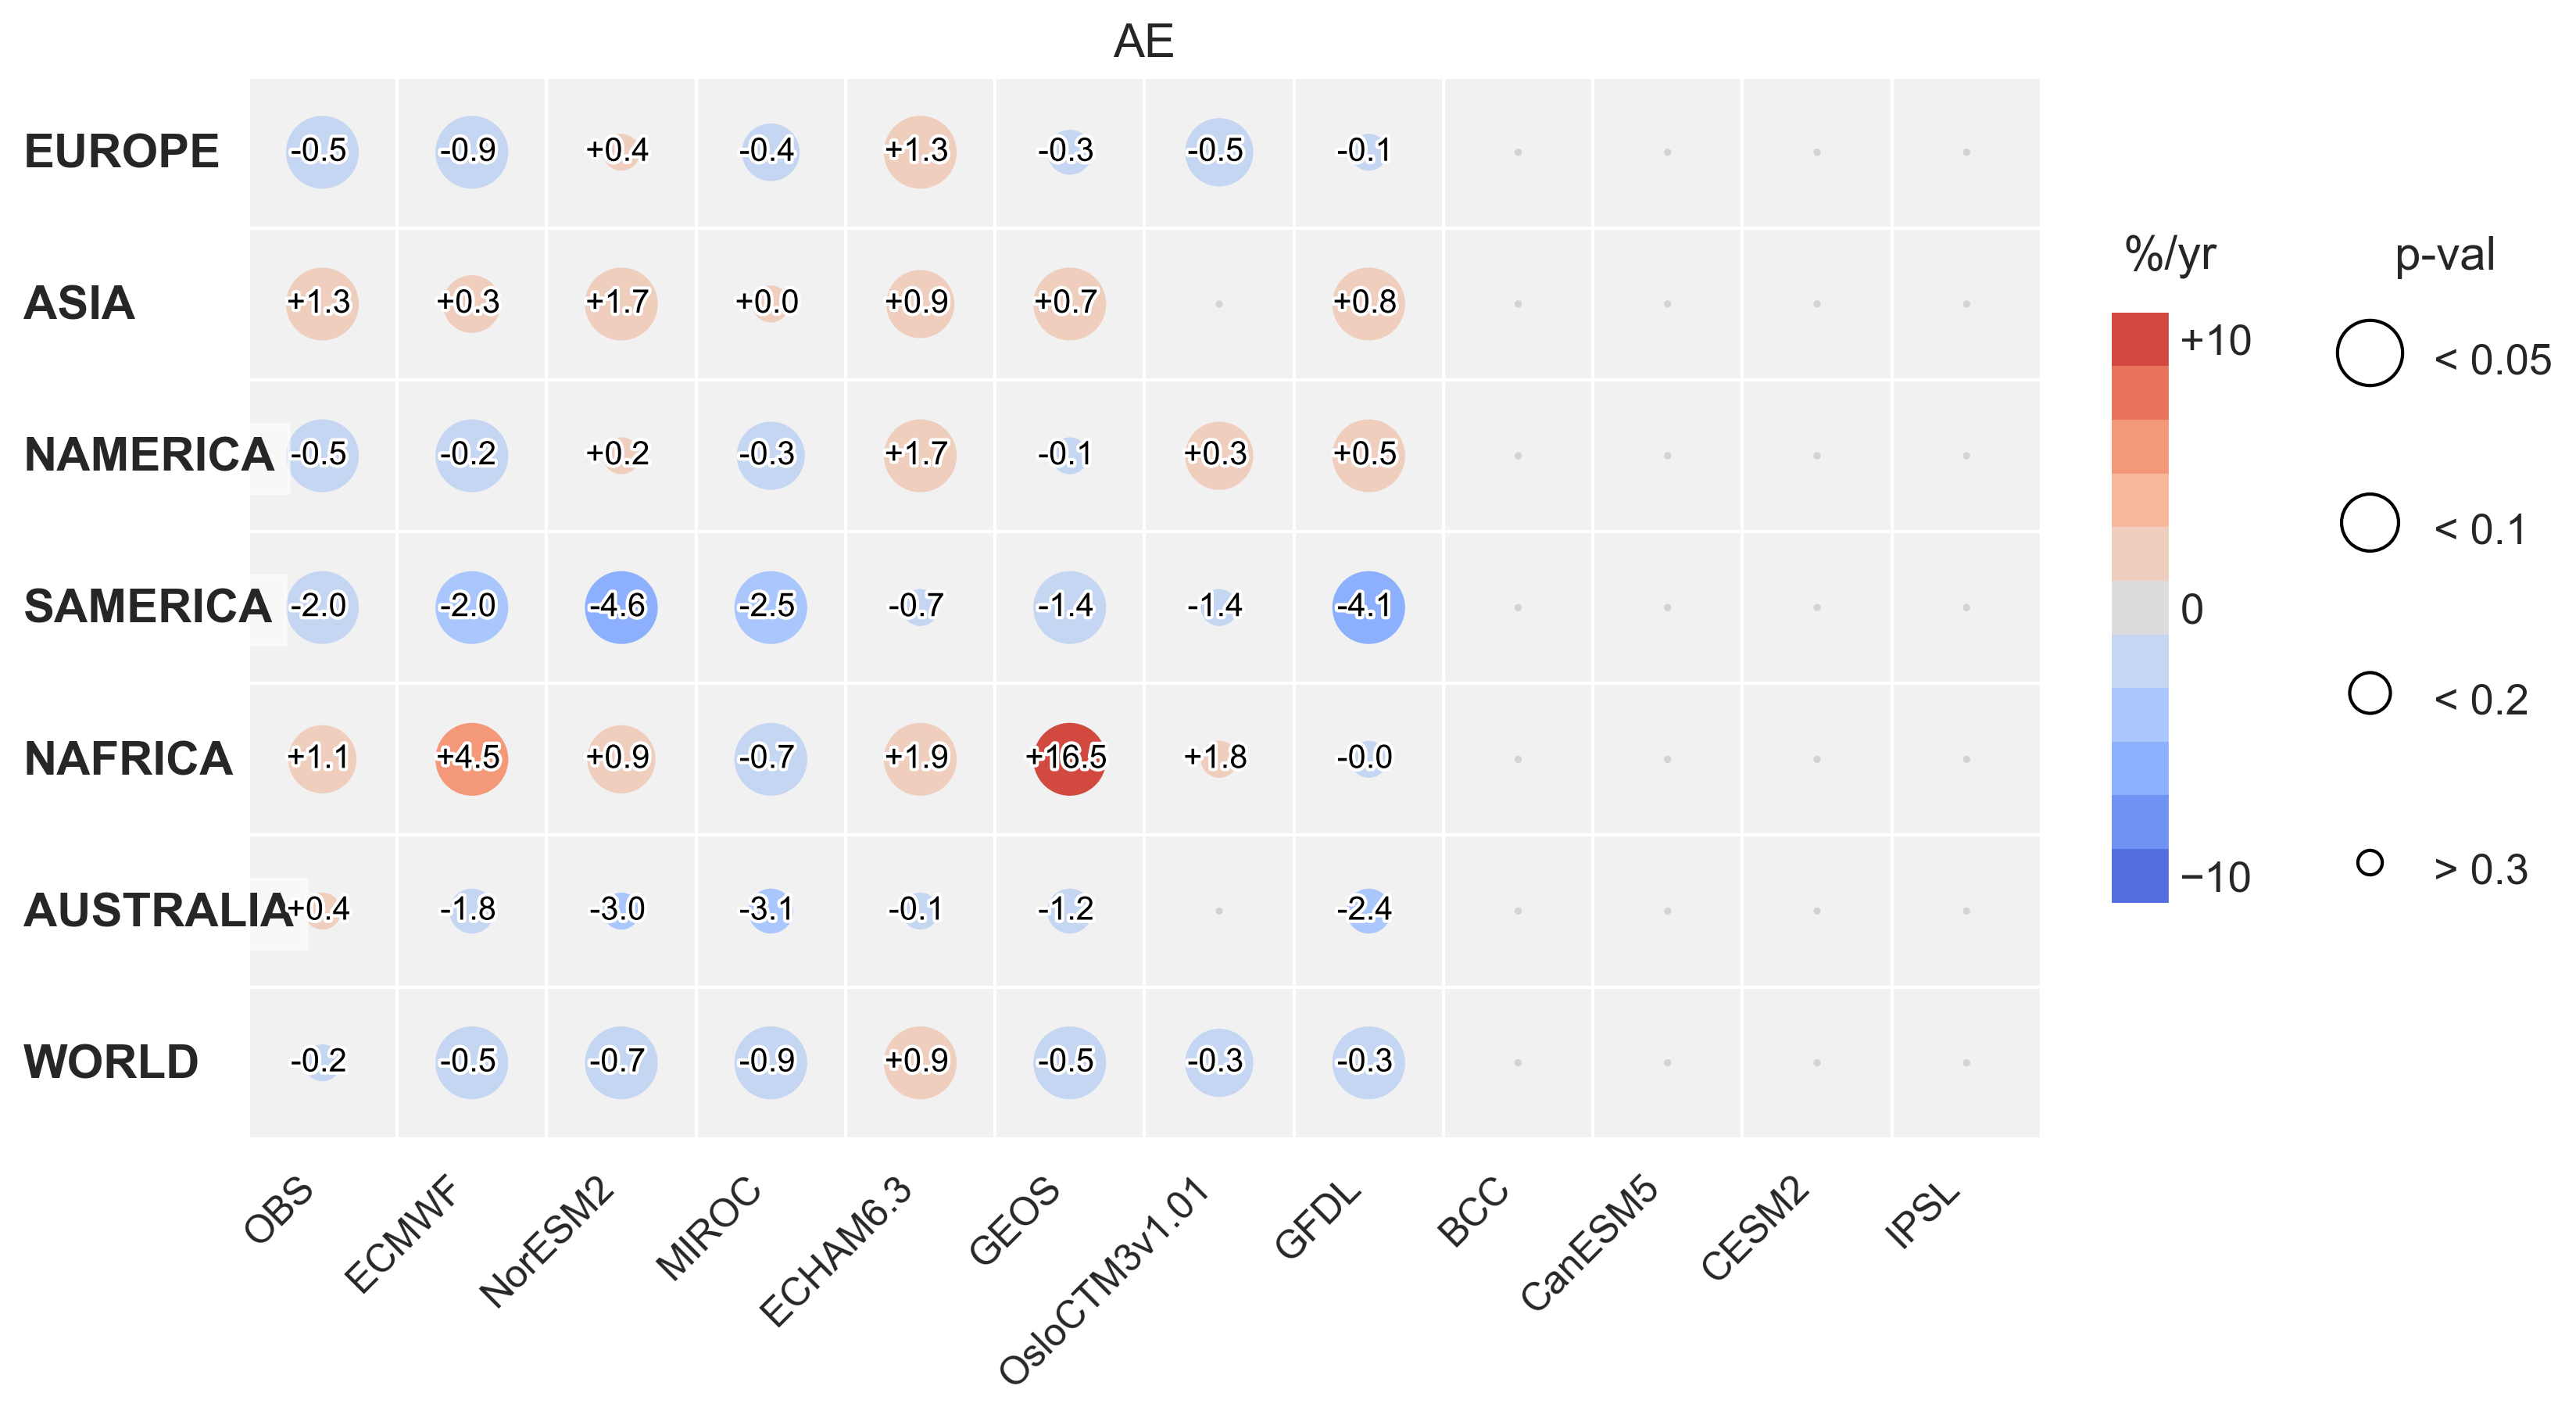 AE
EUROPE -0.5 -0.9 +0.4 -0.4 +1.3 -0.3 -0.5 -0.1
ASIA +1.3 +0.3 +1.7 +0.0 +0.9 +0.7 +0.8
NAMERICA -0.5 -0.2 +0.2 -0.3 +1.7 -0.1 +0.3 +0.5
SAMERICA -2.0 -2.0 -4.6 -2.5 -0.7 -1.4 -1.4 -4.1
NAFRICA +1.1 +4.5 +0.9 -0.7 +1.9 +16.5 +1.8 -0.0
AUSTRALIA +0.4 -1.8 -3.0 -3.1 -0.1 -1.2 -2.4
WORLD -0.2 -0.5 -0.7 -0.9 +0.9 -0.5 -0.3 -0.3
OBS
ECMWF
NorESM2
MIROC
ECHAM6.3
GEOS
OsloCTM3v1.01
GFDL
BCC
CanESM5
CESM2
IPSL
%/yr
+10
0
−10
p-val
< 0.05
< 0.1
< 0.2
> 0.3